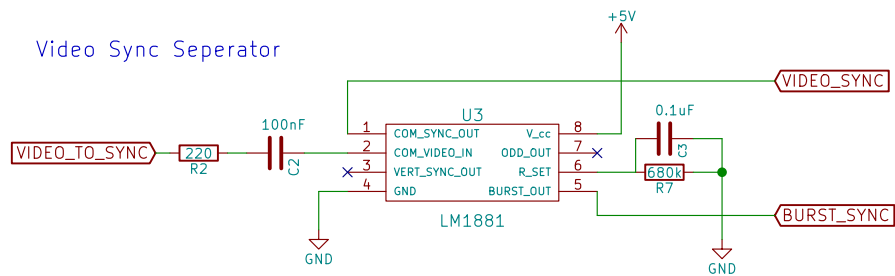 +5V
Video Sync Seperator
VIDEO_SYNC
U3
0.1uF
100nF
1 COM_SYNC_OUT V_cc 8
VIDEO_TO_SYNC 220 2 COM_VIDEO_IN ODD_OUT 7 C3
R2 C2 3 VERT_SYNC_OUT R_SET 6 680k
4 GND BURST_OUT 5 R7
BURST_SYNC
LM1881
GND
GND